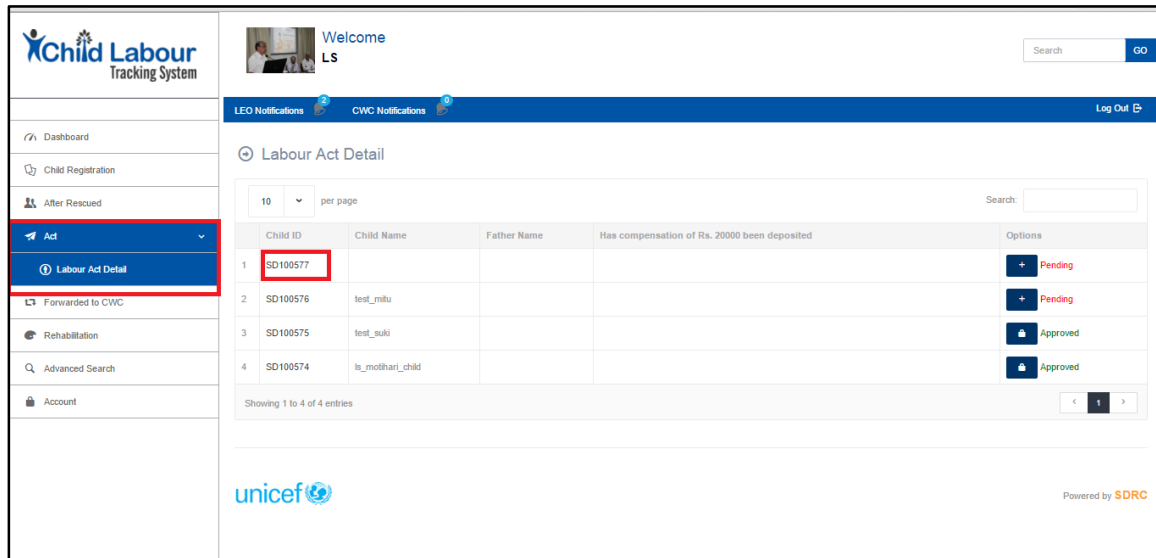 Child Labour
Tracking System
Welcome
LS
Search
GO
LEO Notifications 2
CWC Notifications 0
Log Out
Dashboard
Child Registration
After Rescued
Act
Labour Act Detail
Forwarded to CWC
Rehabilitation
Advanced Search
Account
Labour Act Detail
10 per page
Search:
Child ID Child Name Father Name Has compensation of Rs. 20000 been deposited Options
1 SD100577 + Pending
2 SD100576 test_mitu + Pending
3 SD100575 test_suki Approved
4 SD100574 ls_motihari_child Approved
Showing 1 to 4 of 4 entries
< 1 >
unicef
Powered by SDRC